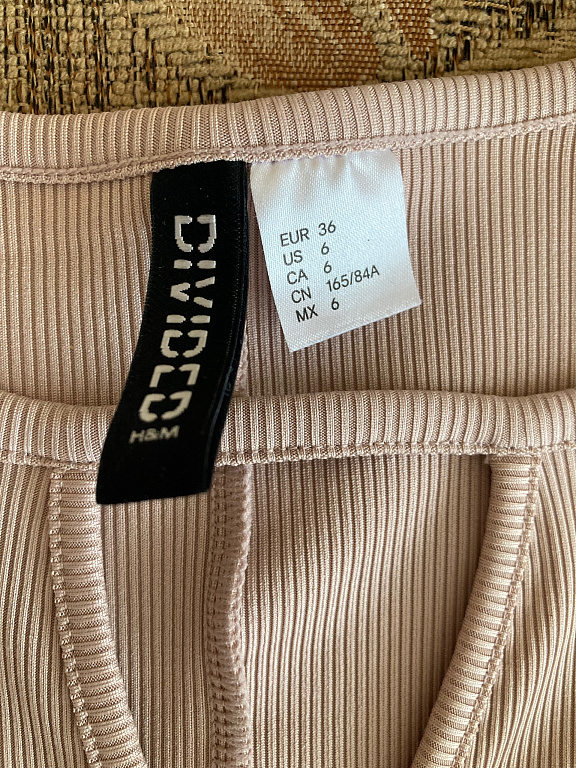 DIVIDED
H&M
EUR 36
US 6
CA 6
CN 165/84A
MX 6